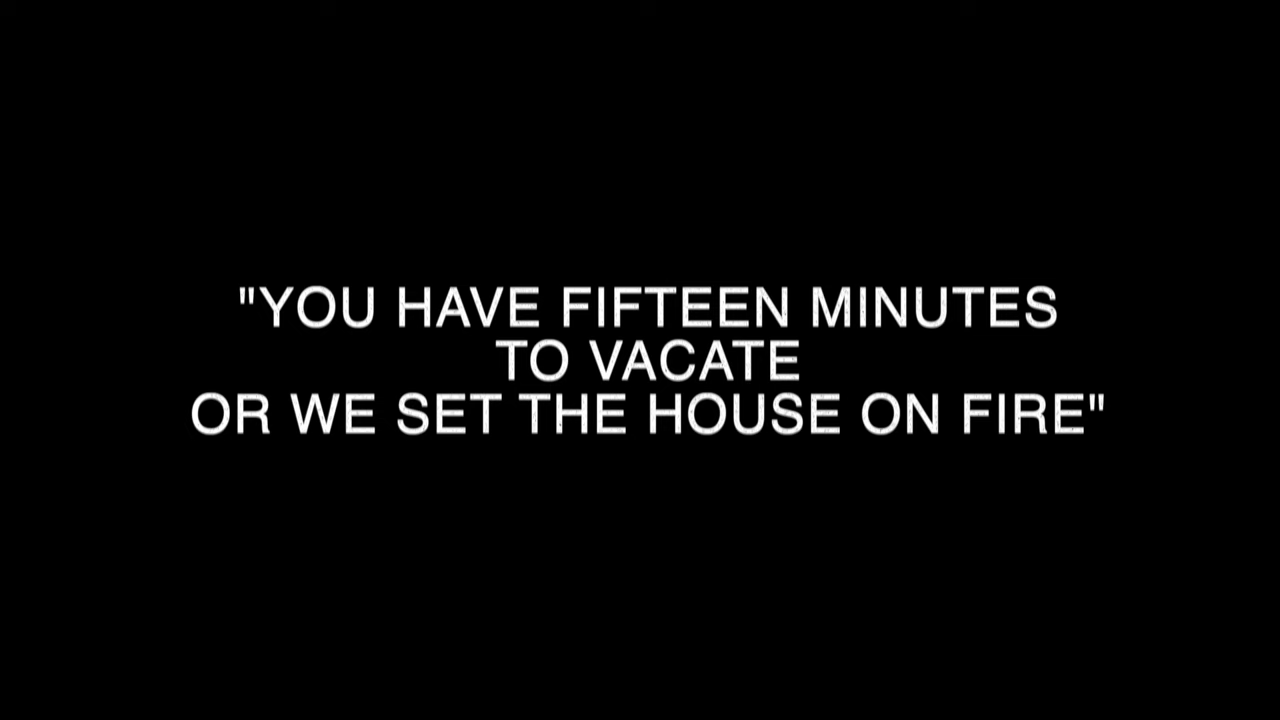 "YOU HAVE FIFTEEN MINUTES
TO VACATE
OR WE SET THE HOUSE ON FIRE"